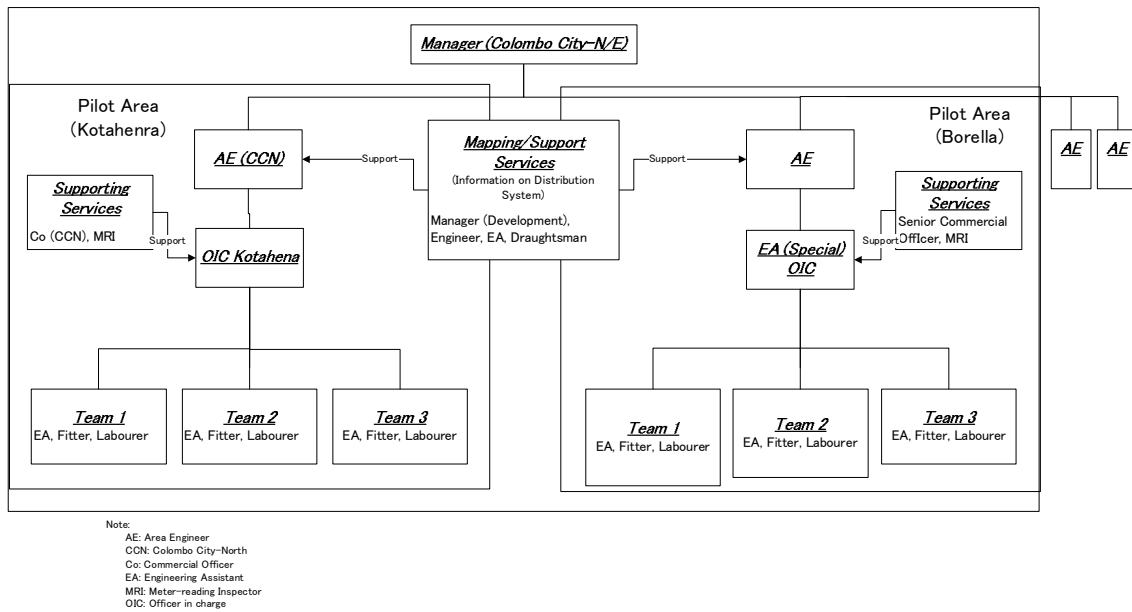 Manager (Colombo City-N/E)
Pilot Area
(Kotahenra)
Pilot Area
(Borella)
AE (CCN)
Support
Mapping/Support
Services
(Information on Distribution
System)
Manager (Development),
Engineer, EA, Draughtsman
Support
AE
AE
AE
Supporting
Services
Co (CCN), MRI
Support
OIC Kotahena
EA (Special)
OIC
Support
Supporting
Services
Senior Commercial
Officer, MRI
Team 1
EA, Fitter, Labourer
Team 2
EA, Fitter, Labourer
Team 3
EA, Fitter, Labourer
Team 1
EA, Fitter, Labourer
Team 2
EA, Fitter, Labourer
Team 3
EA, Fitter, Labourer
Note:
AE: Area Engineer
CCN: Colombo City-North
Co: Commercial Officer
EA: Engineering Assistant
MRI: Meter-reading Inspector
OIC: Officer in charge